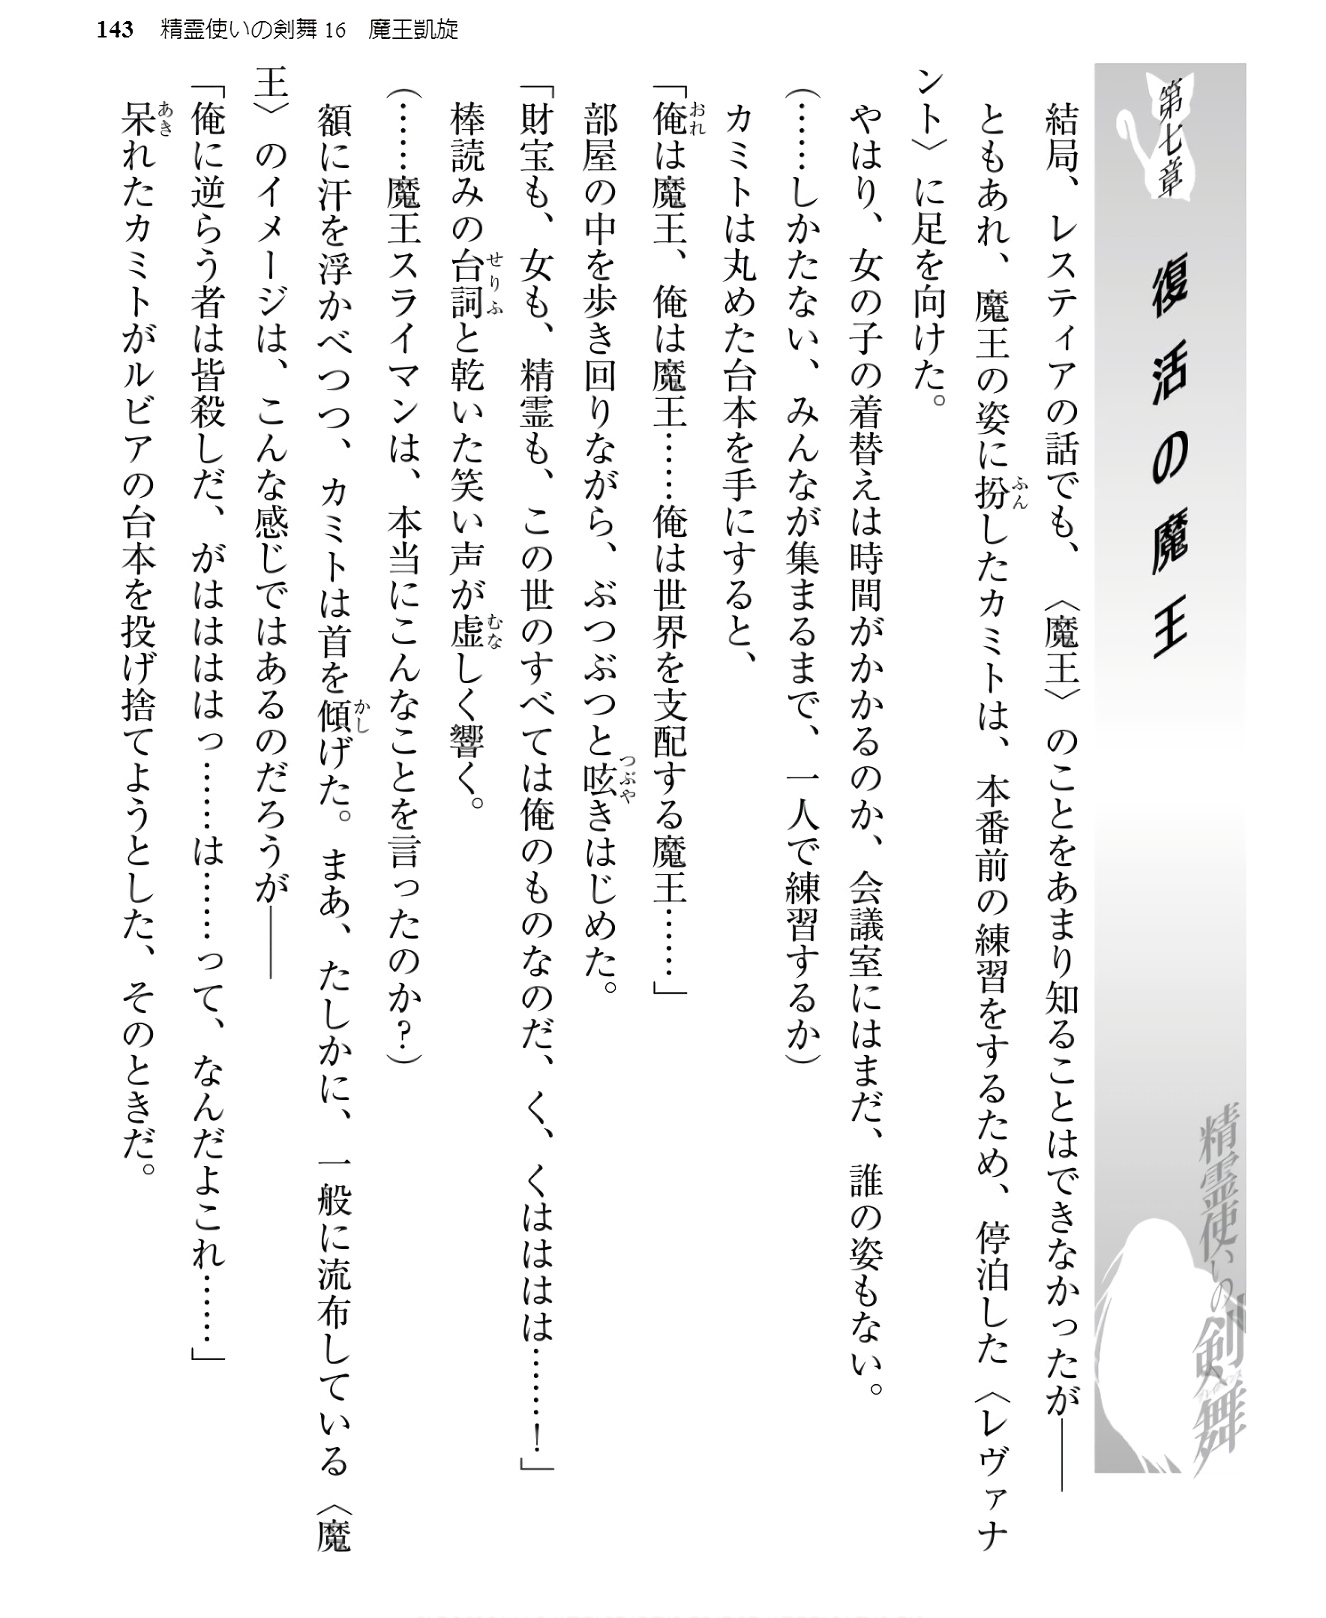 143 精霊使いの剣舞 16 魔王凱旋
第七章 復活の魔王
精霊使いの剣舞
結局、レスティアの話でも、〈魔王〉のことをあまり知ることはできなかったが――
ともあれ、魔王の姿に扮したカミトは、本番前の練習をするため、停泊した〈レヴァナ
ント〉に足を向けた。
やはり、女の子の着替えは時間がかかるのか、会議室にはまだ、誰の姿もない。
(……しかたない、みんなが集まるまで、一人で練習するか)
カミトは丸めた台本を手にすると、
「俺は魔王、俺は魔王……俺は世界を支配する魔王……」
部屋の中を歩き回りながら、ぶつぶつと呟きはじめた。
「財宝も、女も、精霊も、この世のすべては俺のものなのだ、く、くはははは……！」
棒読みの台詞と乾いた笑い声が虚しく響く。
(……魔王スライマンは、本当にこんなことを言ったのか？)
額に汗を浮かべつつ、カミトは首を傾げた。まあ、たしかに、一般に流布している〈魔
王〉のイメージは、こんな感じではあるのだろうが――
「俺に逆らう者は皆殺しだ、がはははは っ……は……って、なんだよこれ……」
呆れたカミトがルビアの台本を投げ捨てようとした、そのときだ。